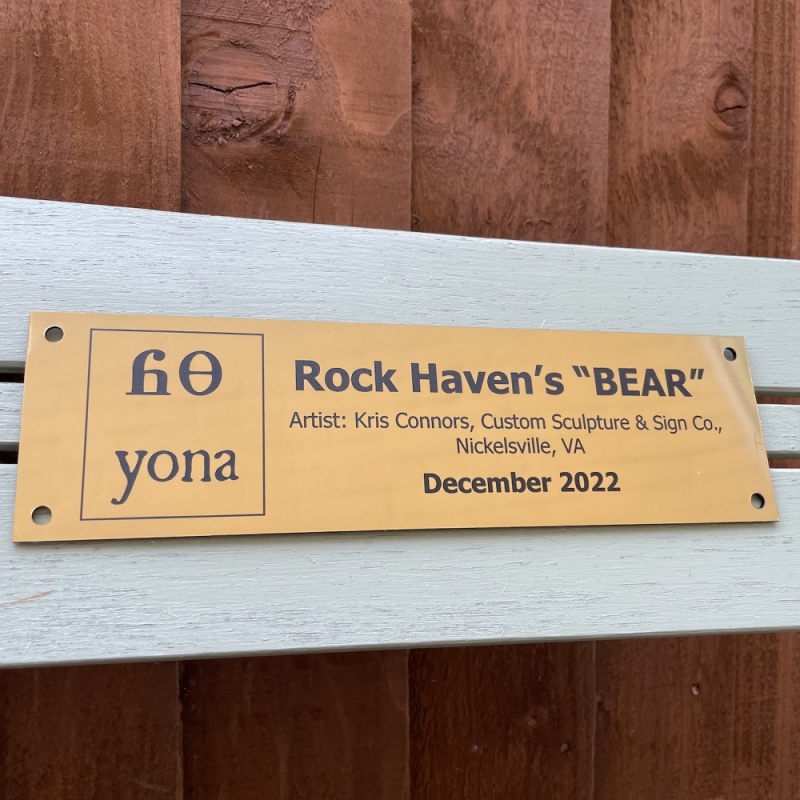 ᏲᎾ
yona
Rock Haven's “BEAR”
Artist: Kris Connors, Custom Sculpture & Sign Co.,
Nickelsville, VA
December 2022